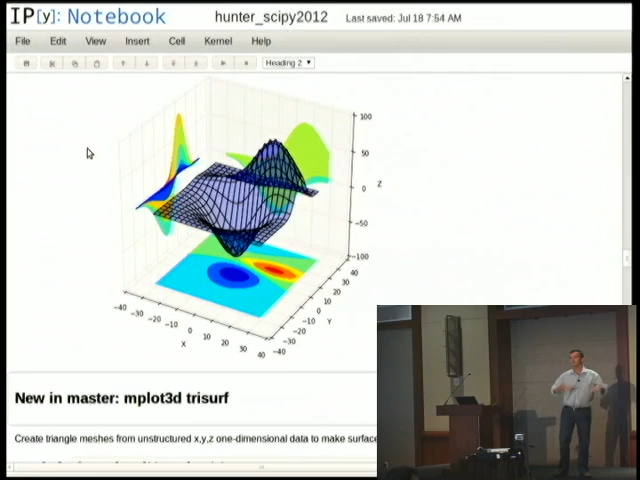 IP[y]: Notebook
hunter_scipy2012
Last saved: Jul 18 7:54 AM
File Edit View Insert Cell Kernel Help
Heading 2
100
50
0
−50
−100
Z
−40 −30 −20 −10 0 10 20 30 40
X
−40 −30 −20 −10 0 10 20 30 40
Y
New in master: mplot3d trisurf
Create triangle meshes from unstructured x,y,z one-dimensional data to make surface